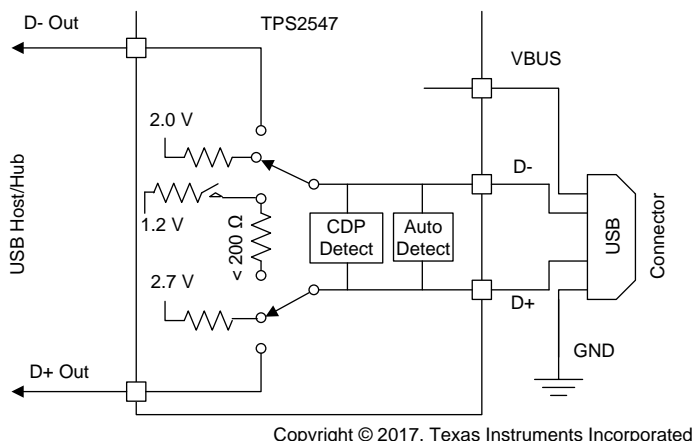 D- Out
TPS2547
VBUS
2.0 V
D-
USB Host/Hub
1.2 V
< 200 Ω
CDP
Detect
Auto
Detect
USB
Connector
2.7 V
D+
GND
D+ Out
Copyright © 2017, Texas Instruments Incorporated